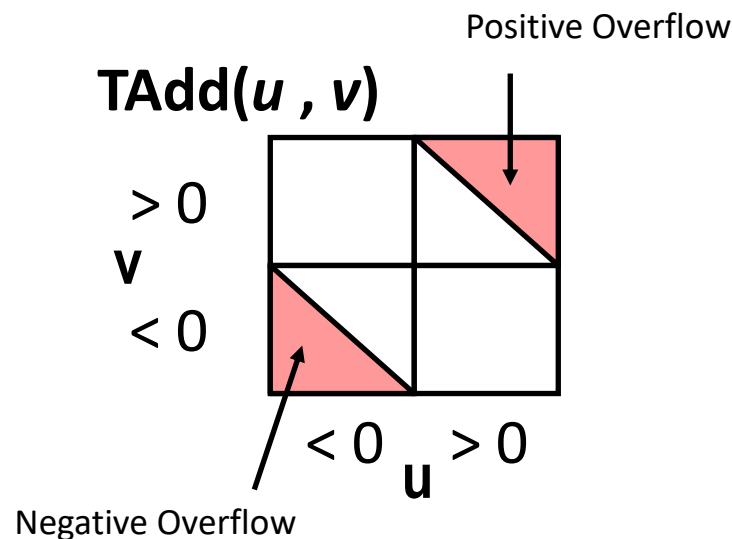 Positive Overflow
TAdd(u , v)
> 0
v
< 0
< 0 > 0
u
Negative Overflow